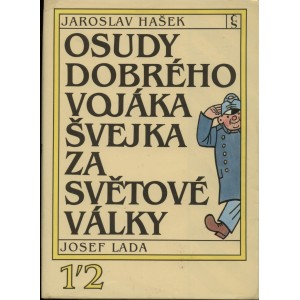 JAROSLAV HAŠEK
OSUDY
DOBRÉHO
VOJÁKA
ŠVEJKA
ZA
SVĚTOVÉ
VÁLKY
JOSEF LADA
1'2